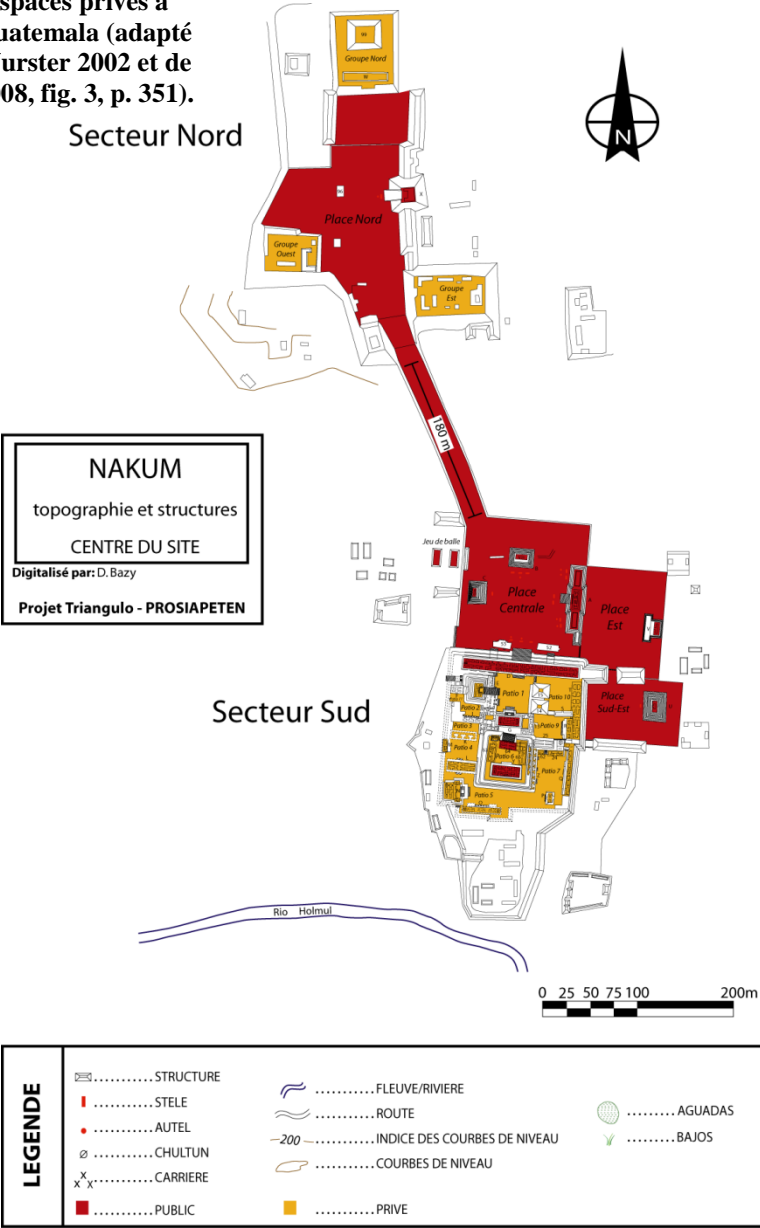 spaces privés à
uatemala (adapté
urster 2002 et de
08, fig. 3, p. 351).
Secteur Nord
Groupe Nord
N
Place Nord
Groupe
Ouest
Groupe
Est
180 m
NAKUM
topographie et structures
CENTRE DU SITE
Digitalisé par: D. Bazy
Projet Triangulo - PROSIAPETEN
Jeu de balle
Place
Centrale
Place
Est
Secteur Sud
Patio 1
Patio 10
Place
Sud-Est
Patio 2
Patio 3
Patio 9
Patio 4
Patio 6
Patio 7
Patio 5
Rio Holmul
0 25 50 75 100 200m
LEGENDE
STRUCTURE
STELE
AUTEL
CHULTUN
CARRIERE
PUBLIC
FLEUVE/RIVIERE
ROUTE
200 INDICE DES COURBES DE NIVEAU
COURBES DE NIVEAU
PRIVE
AGUADAS
BAJOS